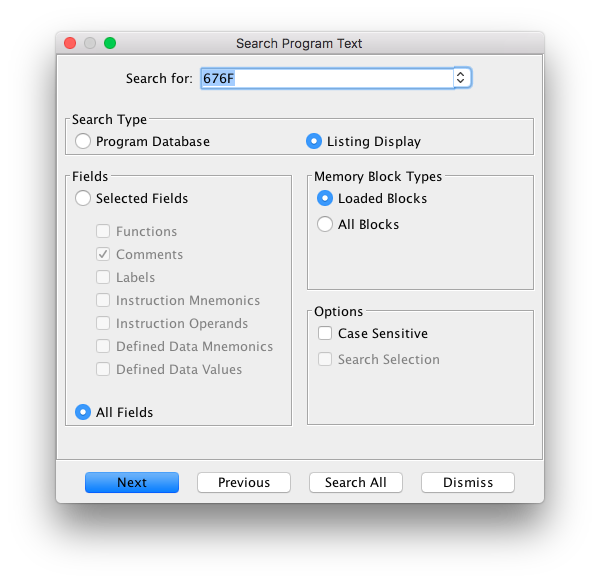 Search Program Text
Search for: 676F
Search Type
Program Database
Listing Display
Fields
Selected Fields
Functions
Comments
Labels
Instruction Mnemonics
Instruction Operands
Defined Data Mnemonics
Defined Data Values
All Fields
Memory Block Types
Loaded Blocks
All Blocks
Options
Case Sensitive
Search Selection
Next
Previous
Search All
Dismiss